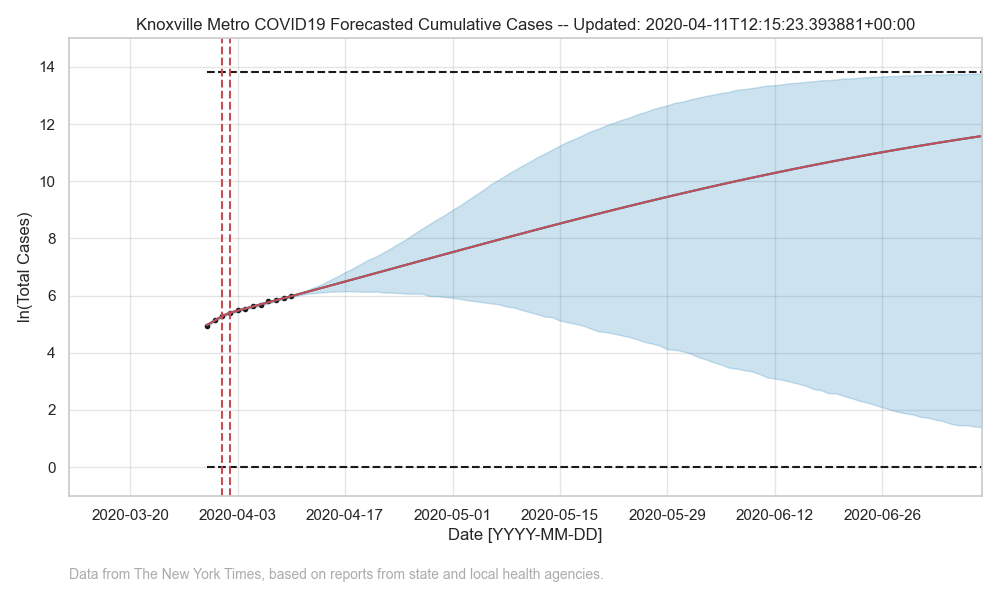 Knoxville Metro COVID19 Forecasted Cumulative Cases -- Updated: 2020-04-11T12:15:23.393881+00:00
14
12
10
8
6
4
2
0
ln(Total Cases)
2020-03-20 2020-04-03 2020-04-17 2020-05-01 2020-05-15 2020-05-29 2020-06-12 2020-06-26
Date [YYYY-MM-DD]
Data from The New York Times, based on reports from state and local health agencies.